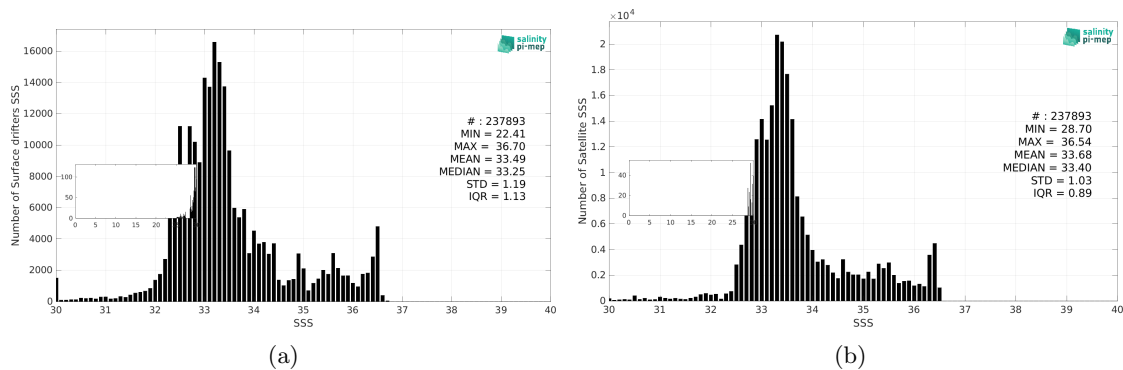 salinity
pi-mep
16000
14000
12000
10000
8000
6000
4000
2000
0
Number of Surface drifters SSS
# : 237893
MIN = 22.41
MAX = 36.70
MEAN = 33.49
MEDIAN = 33.25
STD = 1.19
IQR = 1.13
100
50
0
0 5 10 15 20 25 30
30 31 32 33 34 35 36 37 38 39 40
SSS
(a)
×10⁴
salinity
pi-mep
2
1.8
1.6
1.4
1.2
1
0.8
0.6
0.4
0.2
0
Number of Satellite SSS
# : 237893
MIN = 28.70
MAX = 36.54
MEAN = 33.68
MEDIAN = 33.40
STD = 1.03
IQR = 0.89
40
20
0
0 5 10 15 20 25
30 31 32 33 34 35 36 37 38 39 40
SSS
(b)